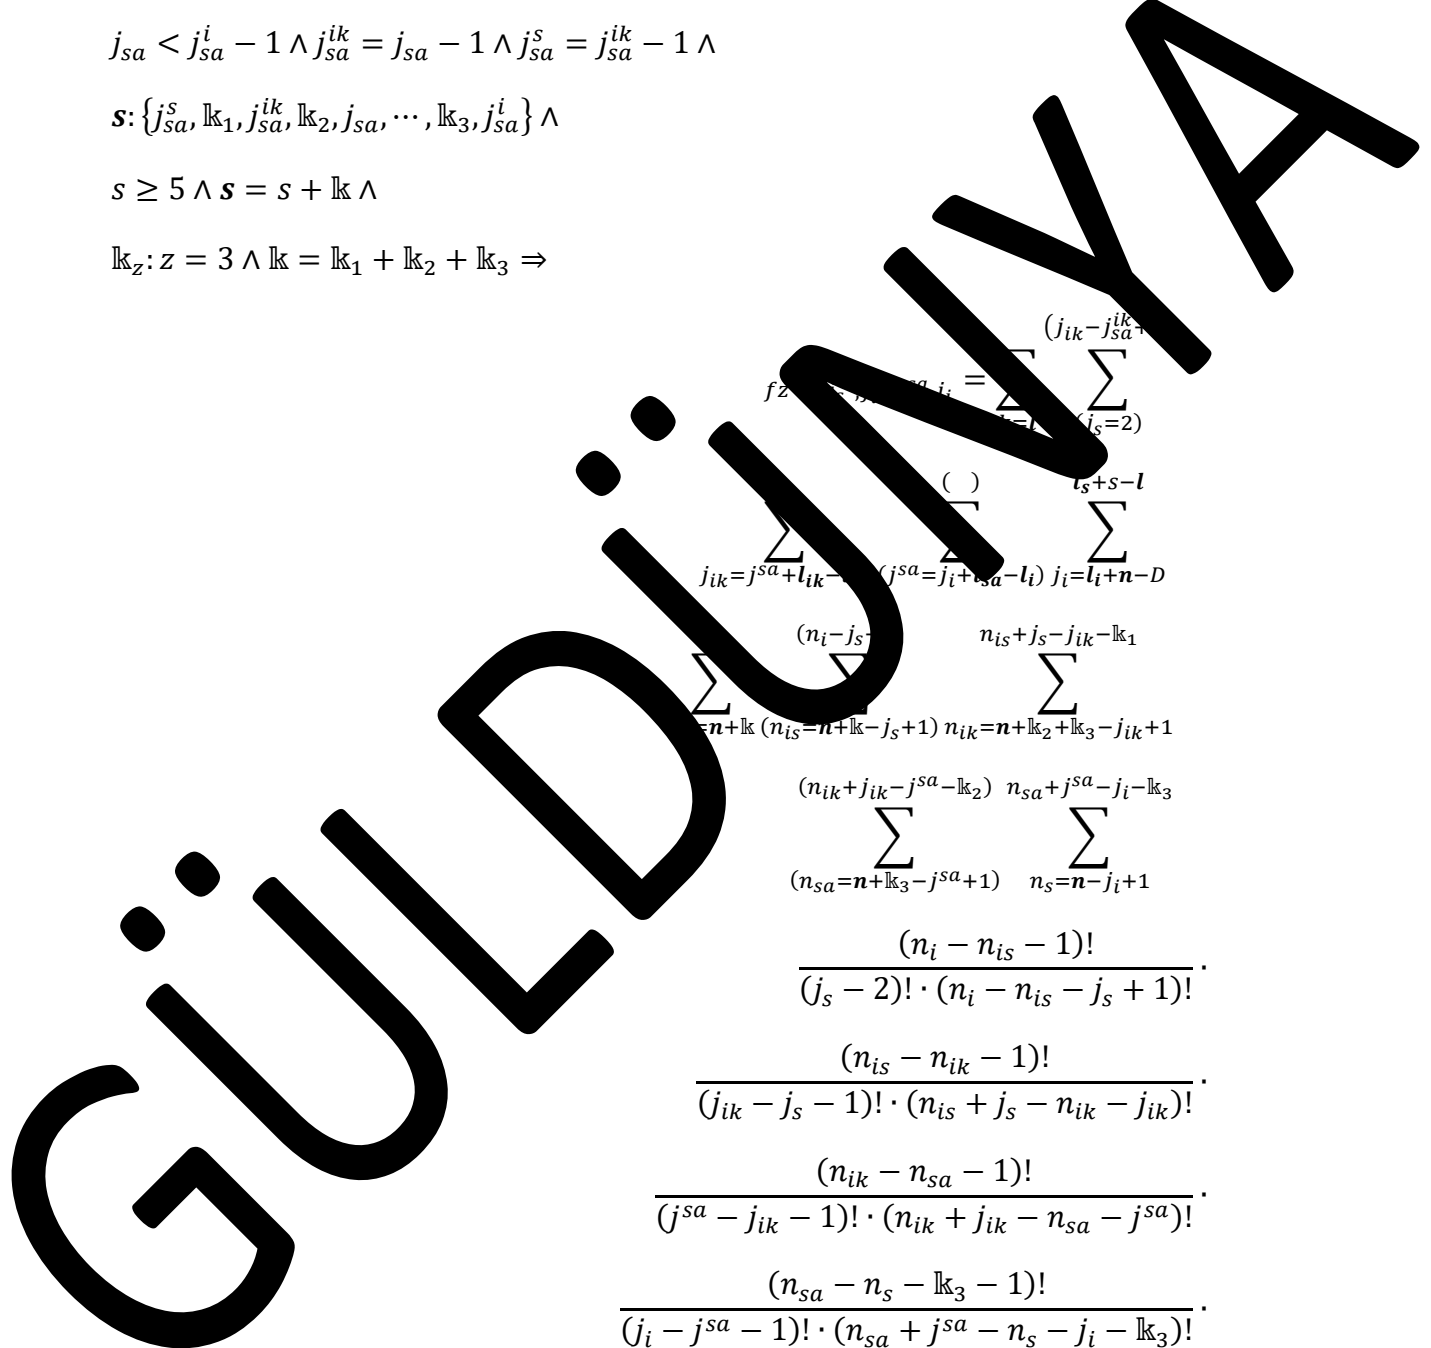 j_{sa} < j_{sa}^{i} − 1 ∧ j_{sa}^{ik} = j_{sa} − 1 ∧ j_{sa}^{s} = j_{sa}^{ik} − 1 ∧
s: {j_{sa}^{s}, 𝕜_1, j_{sa}^{ik}, 𝕜_2, j_{sa}, ⋯ , 𝕜_3, j_{sa}^{i}} ∧
s ≥ 5 ∧ s = s + 𝕜 ∧
𝕜_z: z = 3 ∧ 𝕜 = 𝕜_1 + 𝕜_2 + 𝕜_3 ⇒
(j_{ik}−j_{sa}^{ik}+
= ∑ ∑
(j_s=2)
( ) l_s+s−l
∑ ∑ ∑
j_{ik}=j^{sa}+l_{ik}− (j^{sa}=j_i+l_{sa}−l_i) j_i=l_i+n−D
(n_i−j_s n_{is}+j_s−j_{ik}−𝕜_1
∑ ∑ ∑
=n+𝕜 (n_{is}=n+𝕜−j_s+1) n_{ik}=n+𝕜_2+𝕜_3−j_{ik}+1
(n_{ik}+j_{ik}−j^{sa}−𝕜_2) n_{sa}+j^{sa}−j_i−𝕜_3
∑ ∑
(n_{sa}=n+𝕜_3−j^{sa}+1) n_s=n−j_i+1
(n_i − n_{is} − 1)!
(j_s − 2)! · (n_i − n_{is} − j_s + 1)! ·
(n_{is} − n_{ik} − 1)!
(j_{ik} − j_s − 1)! · (n_{is} + j_s − n_{ik} − j_{ik})! ·
(n_{ik} − n_{sa} − 1)!
(j^{sa} − j_{ik} − 1)! · (n_{ik} + j_{ik} − n_{sa} − j^{sa})! ·
(n_{sa} − n_s − 𝕜_3 − 1)!
(j_i − j^{sa} − 1)! · (n_{sa} + j^{sa} − n_s − j_i − 𝕜_3)! ·
GÜLDÜNYA